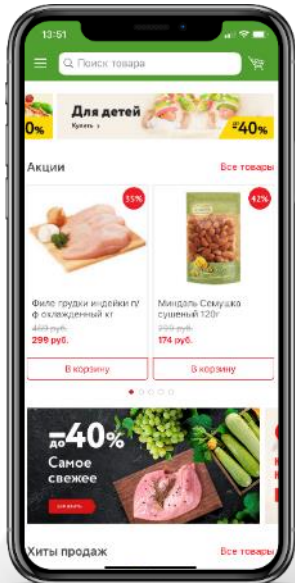 13:51
Поиск товара
0%
Для детей
Купить >
до 40%
Акции
Все товары
35%
42%
Филе грудки индейки п/
ф охлажденный кг
469 руб.
299 руб.
Миндаль Семушка
сушеный 120г
299 руб.
174 руб.
В корзину
В корзину
до -40%
Самое
свежее
Хиты продаж
Все товары